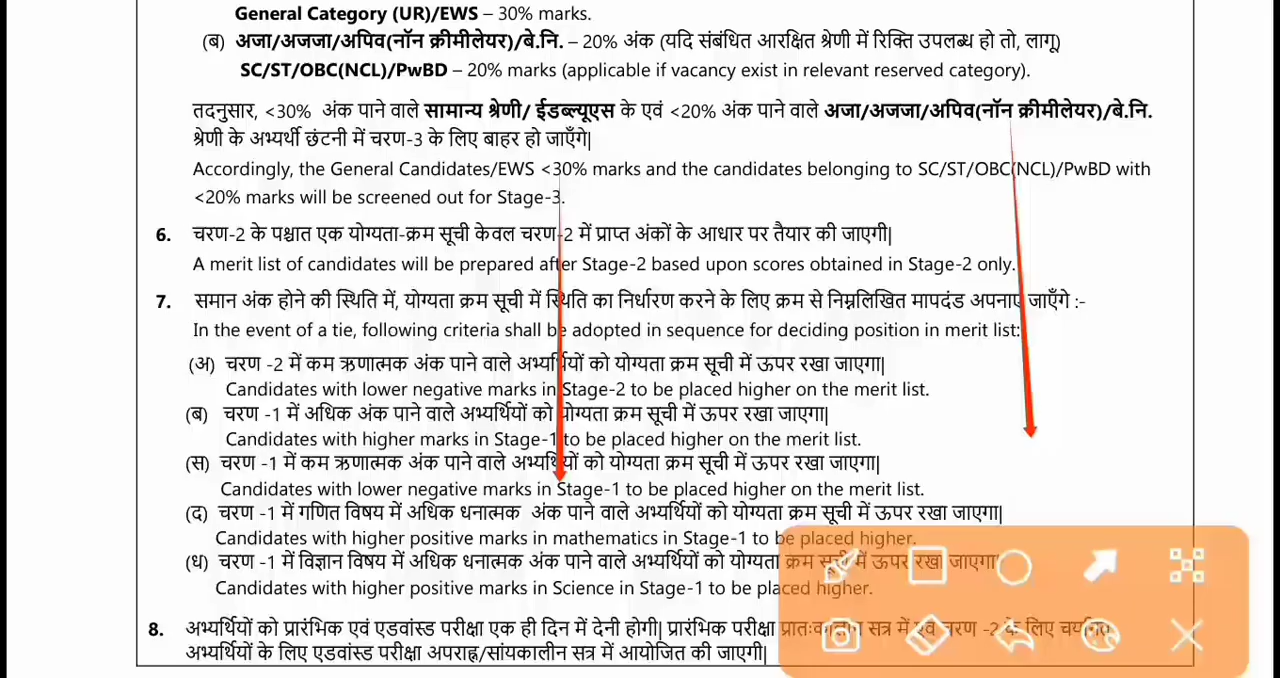 General Category (UR)/EWS – 30% marks.
(ब) अजा/अजजा/अपिव(नॉन क्रीमीलेयर)/बे.नि. – 20% अंक (यदि संबंधित आरक्षित श्रेणी में रिक्ति उपलब्ध हो तो, लागू)
SC/ST/OBC(NCL)/PwBD – 20% marks (applicable if vacancy exist in relevant reserved category).
तदनुसार, <30% अंक पाने वाले सामान्य श्रेणी/ ईडब्ल्यूएस के एवं <20% अंक पाने वाले अजा/अजजा/अपिव(नॉन क्रीमीलेयर)/बे.नि.
श्रेणी के अभ्यर्थी छंटनी में चरण-3 के लिए बाहर हो जाएँगे|
Accordingly, the General Candidates/EWS <30% marks and the candidates belonging to SC/ST/OBC(NCL)/PwBD with
<20% marks will be screened out for Stage-3.
6. चरण-2 के पश्चात एक योग्यता-क्रम सूची केवल चरण-2 में प्राप्त अंकों के आधार पर तैयार की जाएगी|
A merit list of candidates will be prepared after Stage-2 based upon scores obtained in Stage-2 only.
7. समान अंक होने की स्थिति में, योग्यता क्रम सूची में स्थिति का निर्धारण करने के लिए क्रम से निम्नलिखित मापदंड अपनाए जाएँगे :-
In the event of a tie, following criteria shall be adopted in sequence for deciding position in merit list:
(अ) चरण -2 में कम ऋणात्मक अंक पाने वाले अभ्यर्थियों को योग्यता क्रम सूची में ऊपर रखा जाएगा|
Candidates with lower negative marks in Stage-2 to be placed higher on the merit list.
(ब) चरण -1 में अधिक अंक पाने वाले अभ्यर्थियों को योग्यता क्रम सूची में ऊपर रखा जाएगा|
Candidates with higher marks in Stage-1 to be placed higher on the merit list.
(स) चरण -1 में कम ऋणात्मक अंक पाने वाले अभ्यर्थियों को योग्यता क्रम सूची में ऊपर रखा जाएगा|
Candidates with lower negative marks in Stage-1 to be placed higher on the merit list.
(द) चरण -1 में गणित विषय में अधिक धनात्मक अंक पाने वाले अभ्यर्थियों को योग्यता क्रम सूची में ऊपर रखा जाएगा|
Candidates with higher positive marks in mathematics in Stage-1 to be placed higher.
(ध) चरण -1 में विज्ञान विषय में अधिक धनात्मक अंक पाने वाले अभ्यर्थियों को योग्यता क्रम सूची में ऊपर रखा जाएगा
Candidates with higher positive marks in Science in Stage-1 to be placed higher.
8. अभ्यर्थियों को प्रारंभिक एवं एडवांस्ड परीक्षा एक ही दिन में देनी होगी| प्रारंभिक परीक्षा सत्र में एवं चरण -2 के लिए
अभ्यर्थियों के लिए एडवांस्ड परीक्षा अपराह्न/सांयकालीन सत्र में आयोजित की जाएगी|